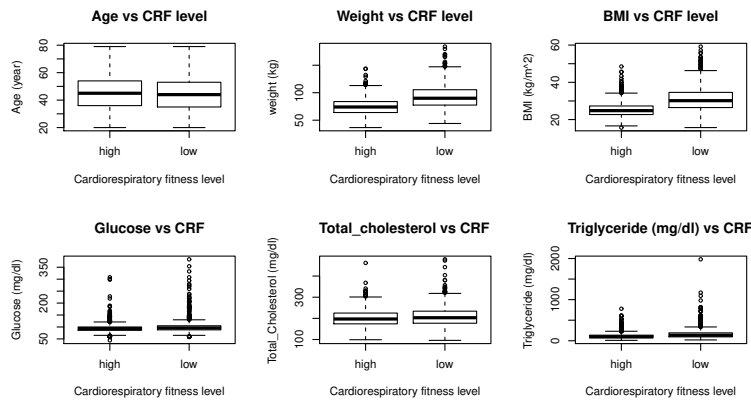 Age vs CRF level
Age (year)
20 40 60 80
high low
Cardiorespiratory fitness level
Weight vs CRF level
weight (kg)
50 100
high low
Cardiorespiratory fitness level
BMI vs CRF level
BMI (kg/m^2)
20 40 60
high low
Cardiorespiratory fitness level
Glucose vs CRF
Glucose (mg/dl)
50 150 200 350
high low
Cardiorespiratory fitness level
Total_cholesterol vs CRF
Total_Cholesterol (mg/dl)
100 300
high low
Cardiorespiratory fitness level
Triglyceride (mg/dl) vs CRF
Triglyceride (mg/dl)
0 1000 2000
high low
Cardiorespiratory fitness level